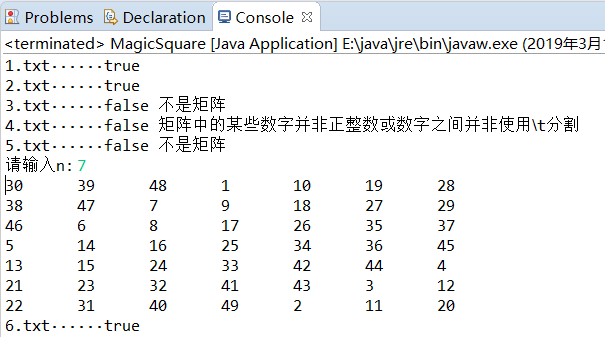 Problems Declaration Console
<terminated> MagicSquare [Java Application] E:\java\jre\bin\javaw.exe (2019年3月
1.txt······true
2.txt······true
3.txt······false 不是矩阵
4.txt······false 矩阵中的某些数字并非正整数或数字之间并非使用\t分割
5.txt······false 不是矩阵
请输入n:7
30 39 48 1 10 19 28
38 47 7 9 18 27 29
46 6 8 17 26 35 37
5 14 16 25 34 36 45
13 15 24 33 42 44 4
21 23 32 41 43 3 12
22 31 40 49 2 11 20
6.txt······true